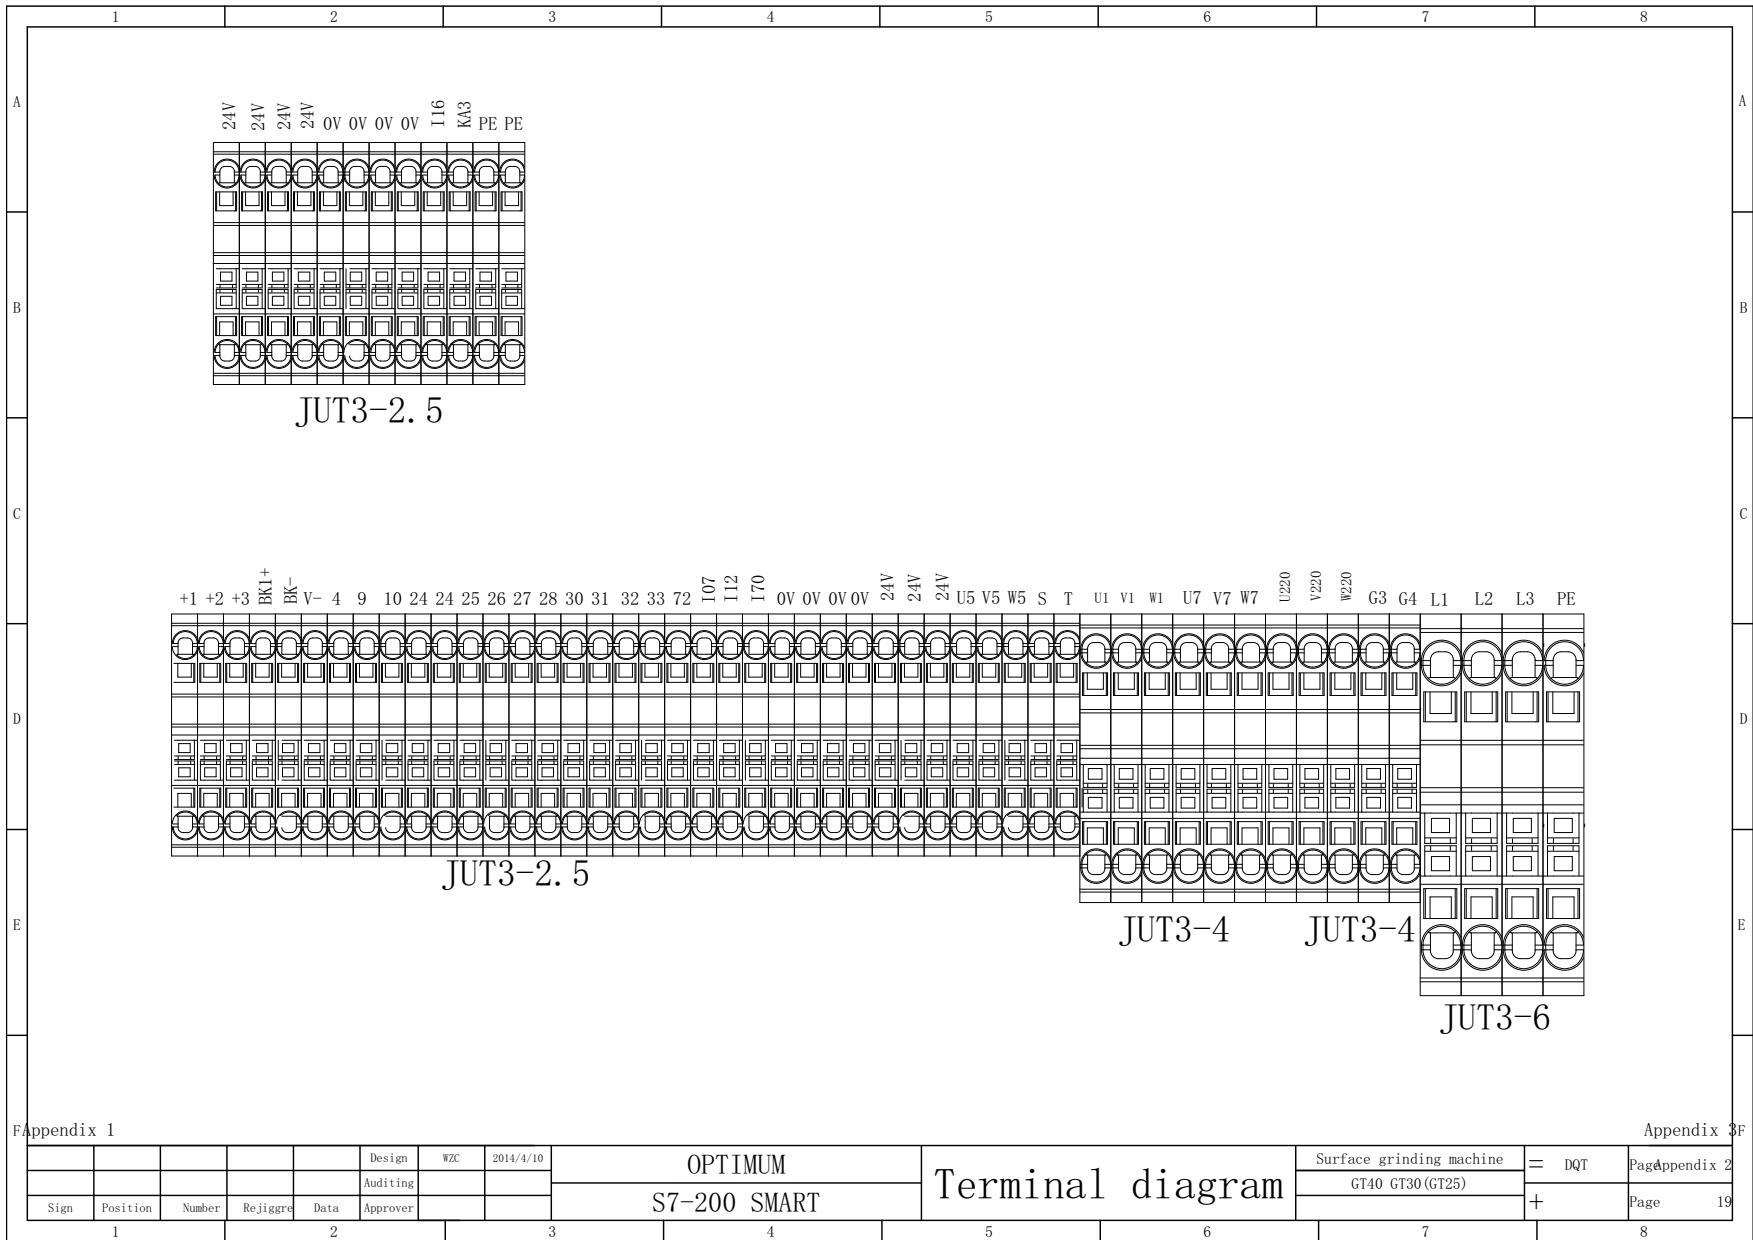 1 2 3 4 5 6 7 8
A A
24V 24V 24V 24V 0V 0V 0V 0V I16 KA3 PE PE
B B
JUT3-2.5
C C
+1 +2 +3 BK1+ BK- V- 4 9 10 24 24 25 26 27 28 30 31 32 33 72 I07 I12 I70 0V 0V 0V 0V 24V 24V 24V U5 V5 W5 S T U1 V1 W1 U7 V7 W7 U220 V220 W220 G3 G4 L1 L2 L3 PE
D D
JUT3-2.5
E E
JUT3-4 JUT3-4
JUT3-6
F Appendix 1 Appendix 3 F
Design WZC 2014/4/10
Auditing
Sign Position Number Rejiggre Data Approver
OPTIMUM
S7-200 SMART
Terminal diagram
Surface grinding machine
GT40 GT30(GT25)
= DQT Page Appendix 2
+ Page 19
1 2 3 4 5 6 7 8